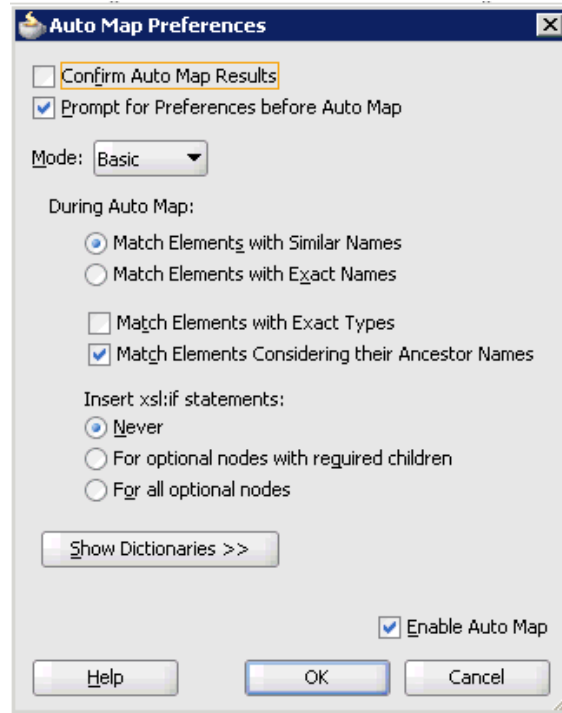 Auto Map Preferences
Confirm Auto Map Results
Prompt for Preferences before Auto Map
Mode: Basic
During Auto Map:
Match Elements with Similar Names
Match Elements with Exact Names
Match Elements with Exact Types
Match Elements Considering their Ancestor Names
Insert xsl:if statements:
Never
For optional nodes with required children
For all optional nodes
Show Dictionaries >>
Enable Auto Map
Help OK Cancel